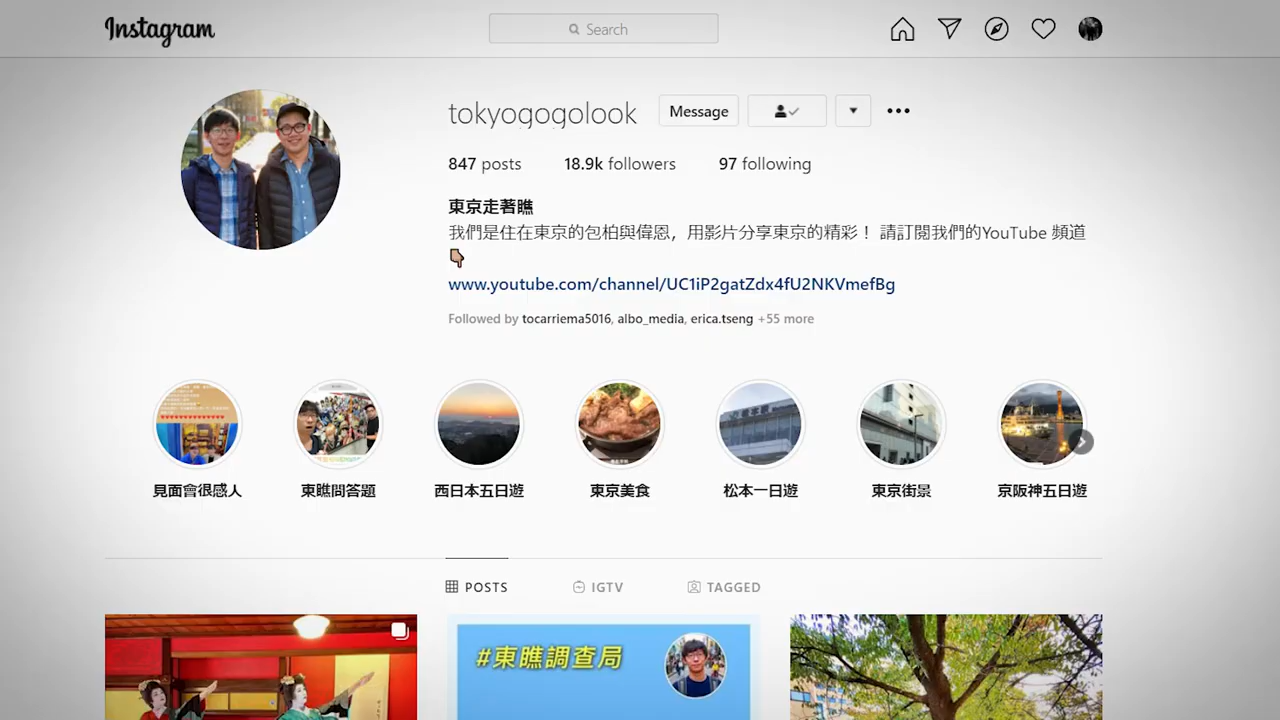 Instagram
Search
tokyogogolook
Message
847 posts 18.9k followers 97 following
東京走著瞧
我們是住在東京的包柏與偉恩，用影片分享東京的精彩！ 請訂閱我們的YouTube 頻道
👇🏽
www.youtube.com/channel/UC1iP2gatZdx4fU2NKVmefBg
Followed by tocarriema5016, albo_media, erica.tseng +55 more
見面會很感人 東瞧問答題 西日本五日遊 東京美食 松本一日遊 東京街景 京阪神五日遊
POSTS IGTV TAGGED
#東瞧調查局